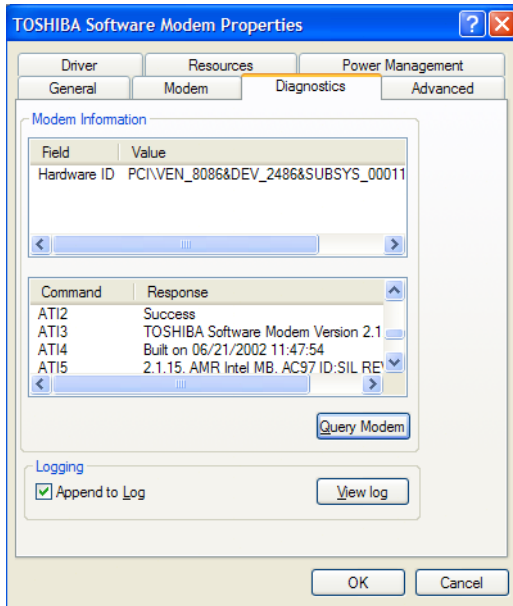 TOSHIBA Software Modem Properties
Driver Resources Power Management
General Modem Diagnostics Advanced
Modem Information
Field Value
Hardware ID PCI\VEN_8086&DEV_2486&SUBSYS_00011
Command Response
ATI2 Success
ATI3 TOSHIBA Software Modem Version 2.1
ATI4 Built on 06/21/2002 11:47:54
ATI5 2.1.15, AMR Intel MB, AC97 ID:SIL REV
Query Modem
Logging
Append to Log View log
OK Cancel